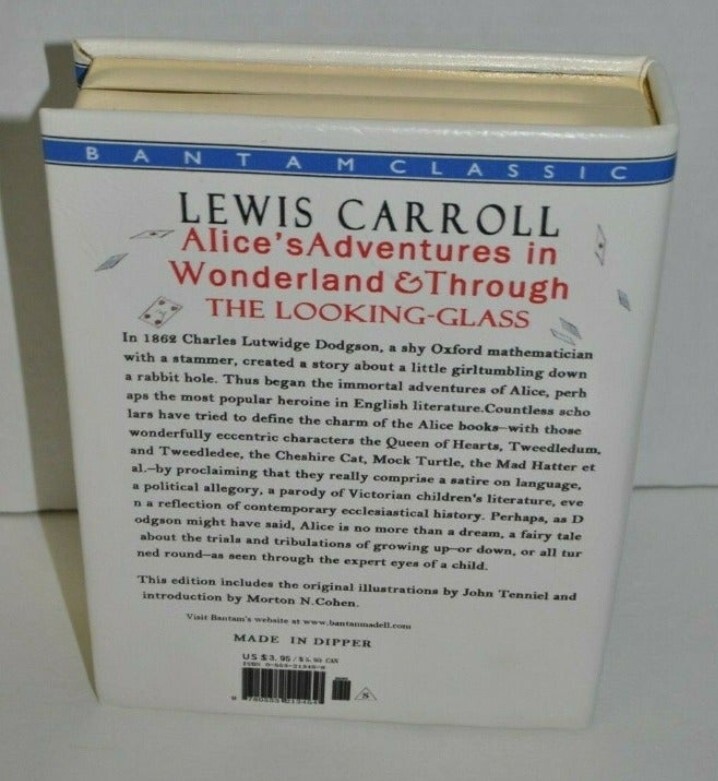 BANTAM CLASSIC
LEWIS CARROLL
Alice'sAdventures in
Wonderland &Through
THE LOOKING-GLASS
In 1862 Charles Lutwidge Dodgson, a shy Oxford mathematician
with a stammer, created a story about a little girltumbling down
a rabbit hole. Thus began the immortal adventures of Alice, perh
aps the most popular heroine in English literature.Countless scho
lars have tried to define the charm of the Alice books—with those
wonderfully eccentric characters the Queen of Hearts, Tweedledum,
and Tweedledee, the Cheshire Cat, Mock Turtle, the Mad Hatter et
al.—by proclaiming that they really comprise a satire on language,
a political allegory, a parody of Victorian children's literature, eve
n a reflection of contemporary ecclesiastical history. Perhaps, as D
odgson might have said, Alice is no more than a dream, a fairy tale
about the trials and tribulations of growing up—or down, or all tur
ned round—as seen through the expert eyes of a child.
This edition includes the original illustrations by John Tenniel and
introduction by Morton N.Cohen.
Visit Bantam's website at www.bantamdell.com
MADE IN DIPPER
US $3.95/$5.99 CAN